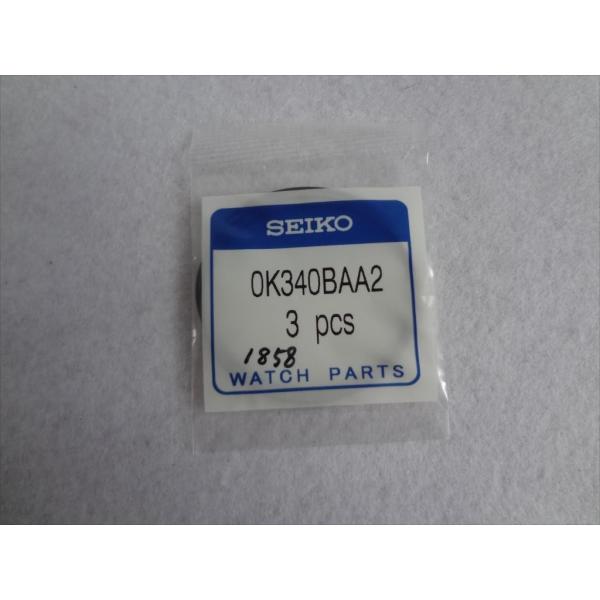 SEIKO
0K340BAA2
3 pcs
1858
WATCH PARTS